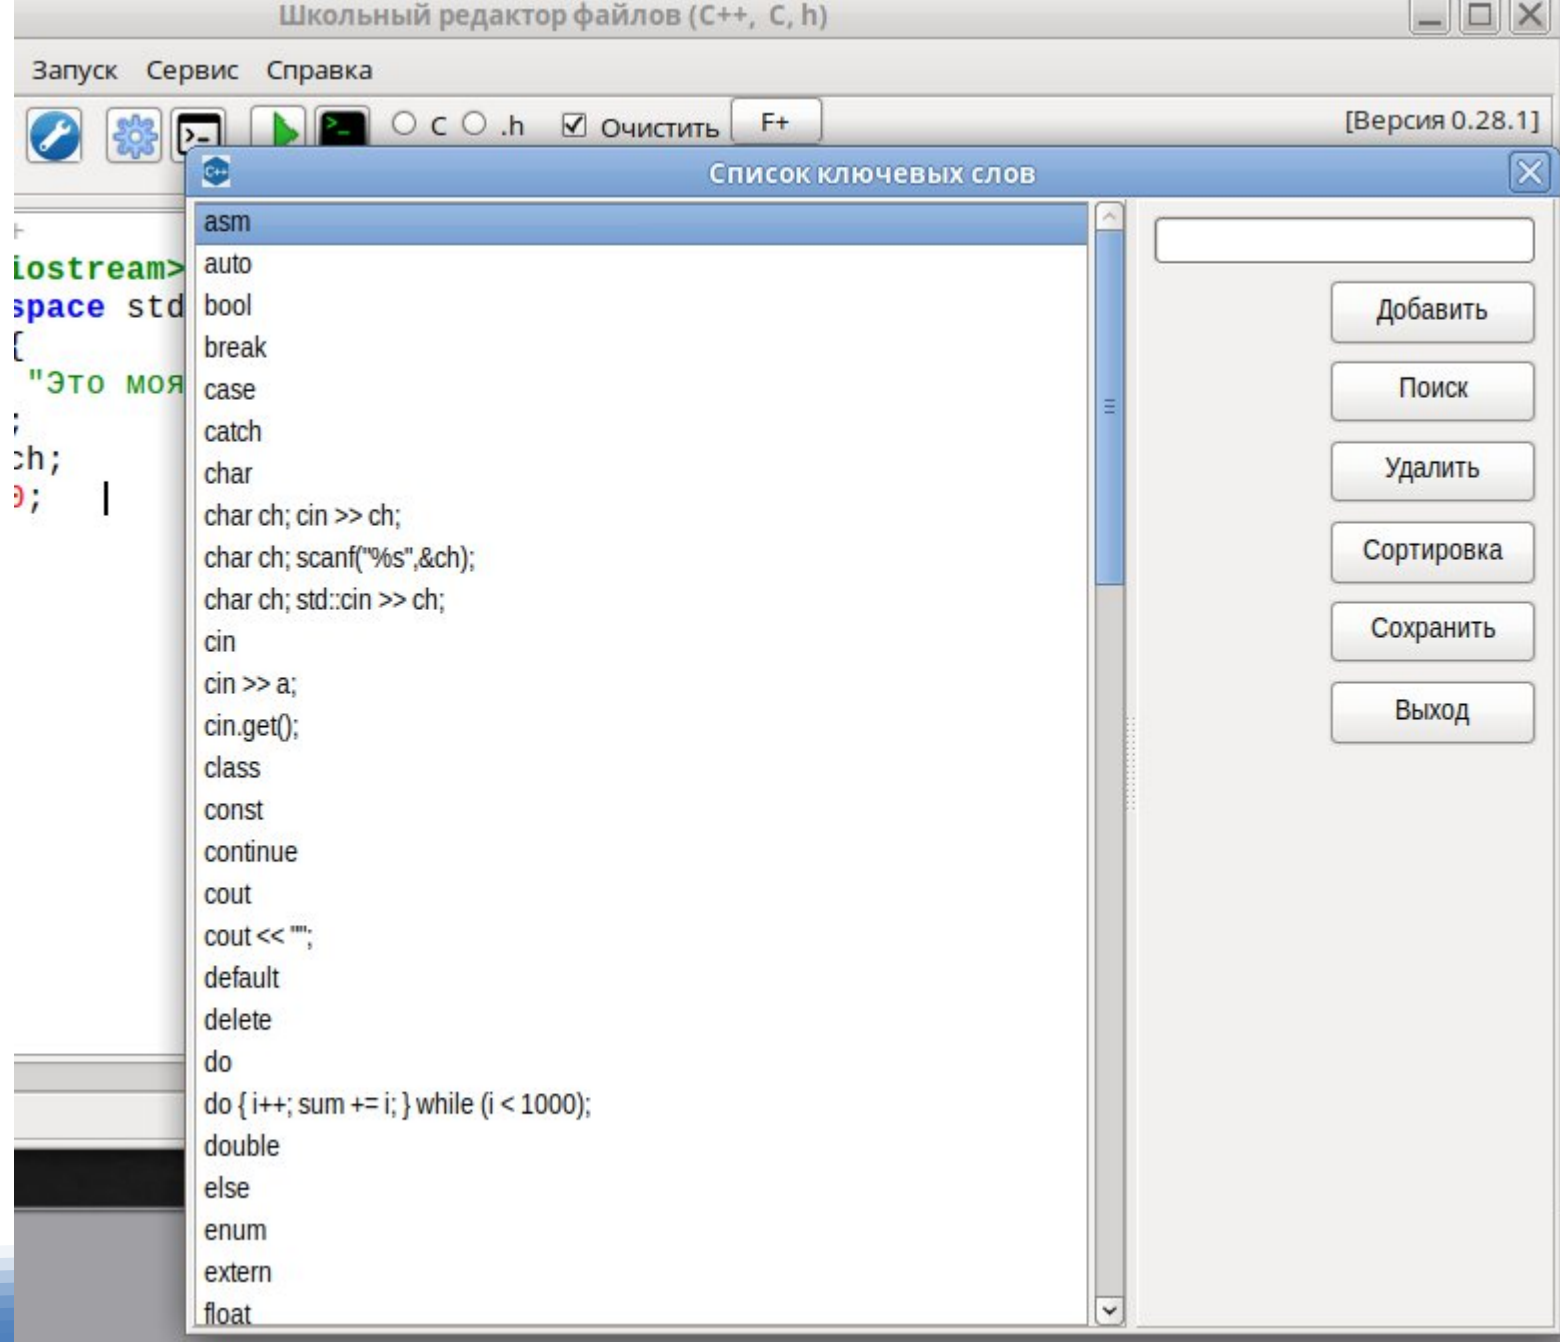 Школьный редактор файлов (C++, C, h)
Запуск Сервис Справка
C .h Очистить F+ [Версия 0.28.1]
Список ключевых слов
iostream>
space std
{
"Это моя
;
ch;
0;
asm
auto
bool
break
case
catch
char
char ch; cin >> ch;
char ch; scanf("%s",&ch);
char ch; std::cin >> ch;
cin
cin >> a;
cin.get();
class
const
continue
cout
cout << "";
default
delete
do
do { i++; sum += i; } while (i < 1000);
double
else
enum
extern
float
Добавить
Поиск
Удалить
Сортировка
Сохранить
Выход